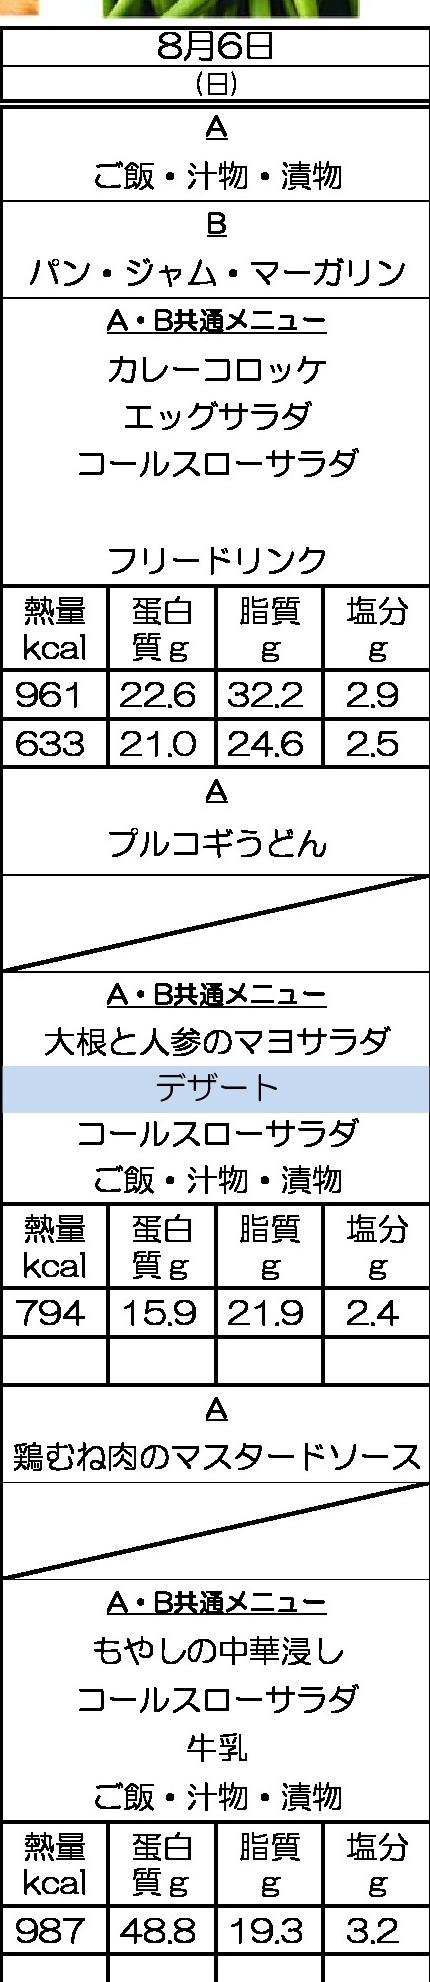 8月6日
(日)
A
ご飯・汁物・漬物
B
パン・ジャム・マーガリン
A・B共通メニュー
カレーコロッケ
エッグサラダ
コールスローサラダ
フリードリンク
熱量 蛋白 脂質 塩分
kcal 質g g g
961 22.6 32.2 2.9
633 21.0 24.6 2.5
A
プルコギうどん
A・B共通メニュー
大根と人参のマヨサラダ
デザート
コールスローサラダ
ご飯・汁物・漬物
熱量 蛋白 脂質 塩分
kcal 質g g g
794 15.9 21.9 2.4
A
鶏むね肉のマスタードソース
A・B共通メニュー
もやしの中華浸し
コールスローサラダ
牛乳
ご飯・汁物・漬物
熱量 蛋白 脂質 塩分
kcal 質g g g
987 48.8 19.3 3.2